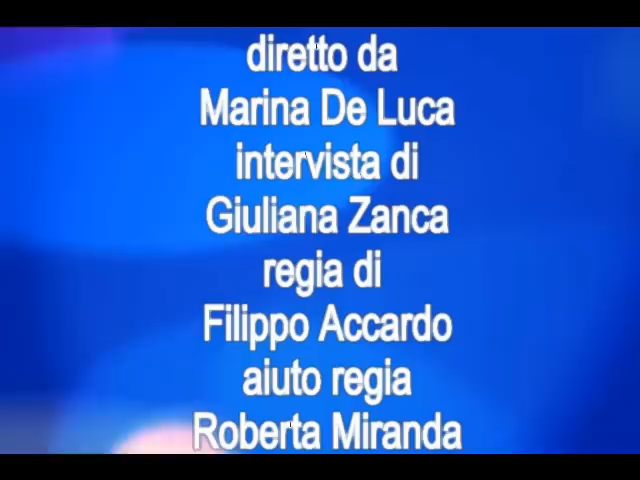 diretto da
Marina De Luca
intervista di
Giuliana Zanca
regia di
Filippo Accardo
aiuto regia
Roberta Miranda